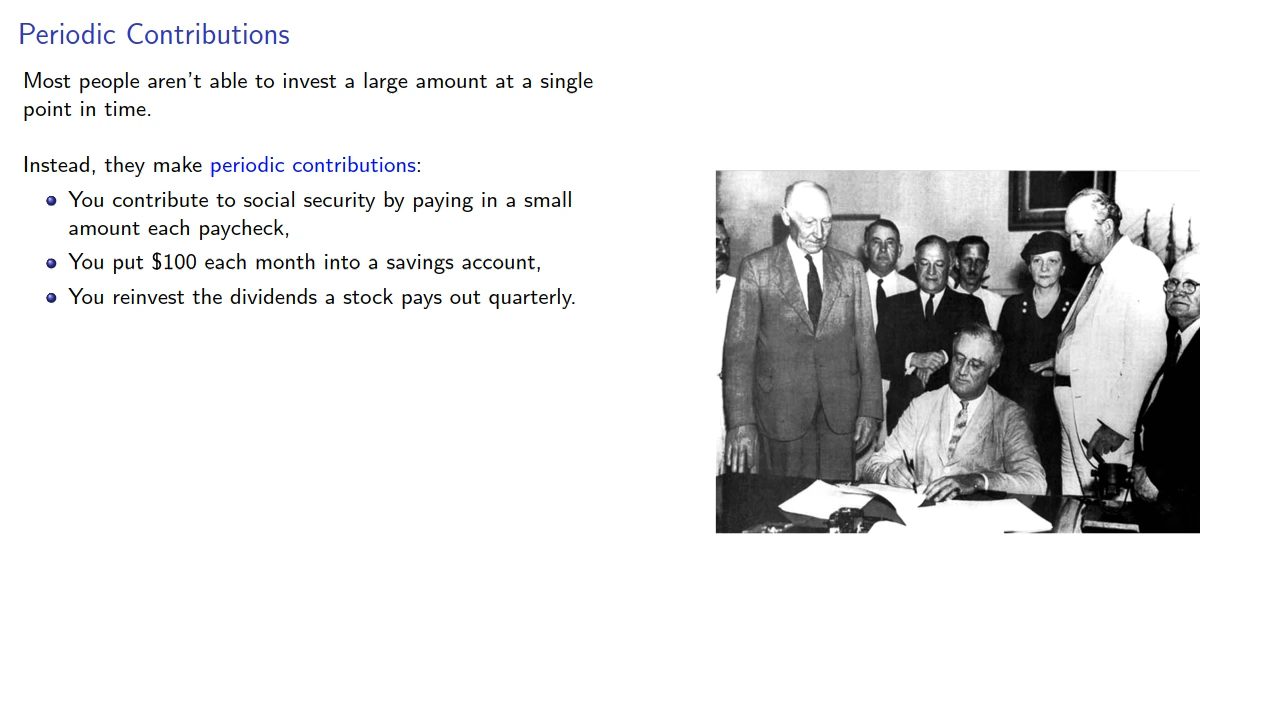 Periodic Contributions
Most people aren't able to invest a large amount at a single
point in time.
Instead, they make periodic contributions:
You contribute to social security by paying in a small
amount each paycheck,
You put $100 each month into a savings account,
You reinvest the dividends a stock pays out quarterly.